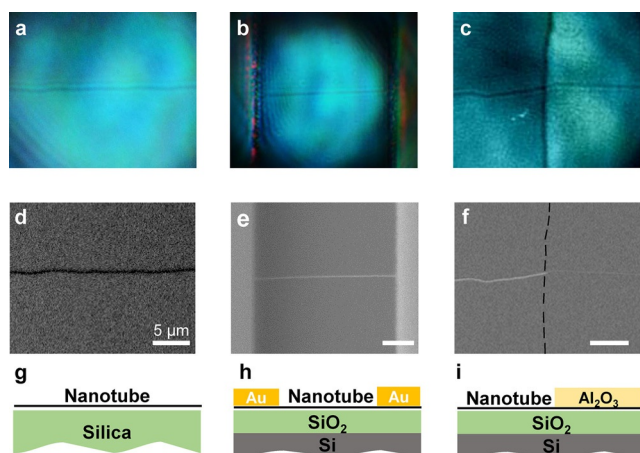 a
b
c
d
e
f
5 μm
g
h
i
Nanotube
Au
Nanotube
Au
Nanotube
Al₂O₃
Silica
SiO₂
SiO₂
Si
Si